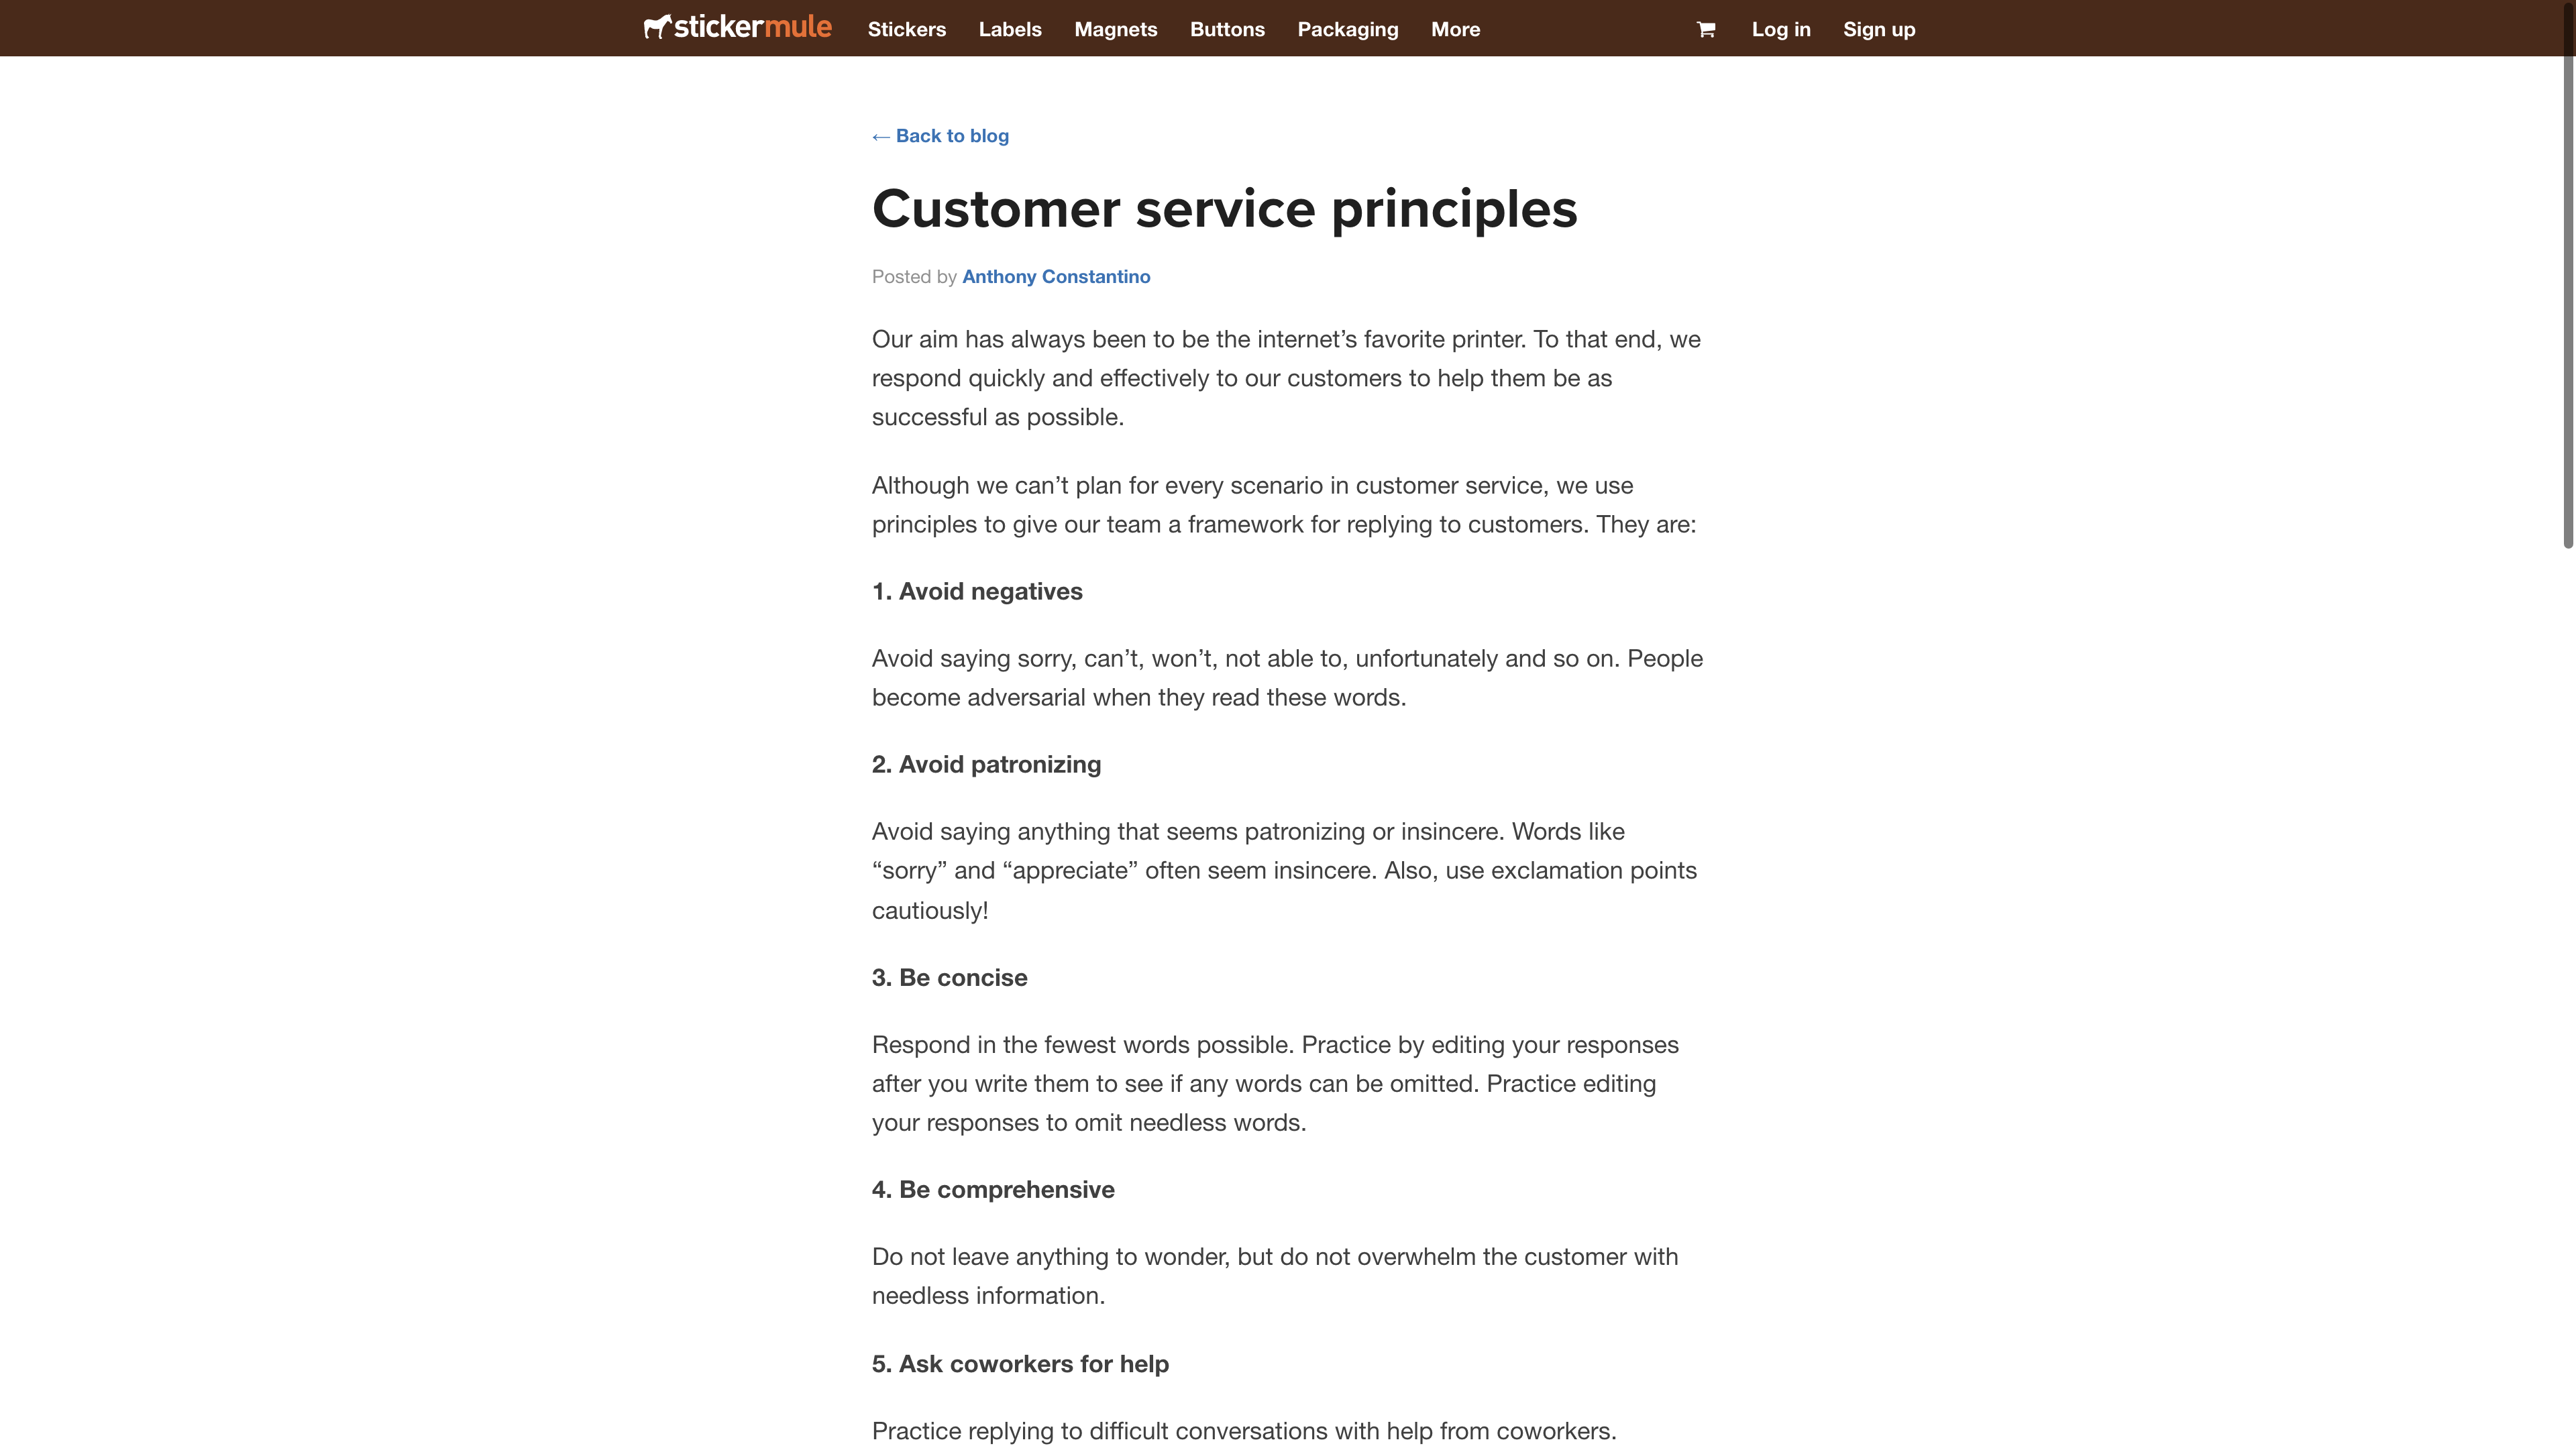 stickermule Stickers Labels Magnets Buttons Packaging More Log in Sign up
← Back to blog
Customer service principles
Posted by Anthony Constantino
Our aim has always been to be the internet’s favorite printer. To that end, we
respond quickly and effectively to our customers to help them be as
successful as possible.
Although we can’t plan for every scenario in customer service, we use
principles to give our team a framework for replying to customers. They are:
1. Avoid negatives
Avoid saying sorry, can’t, won’t, not able to, unfortunately and so on. People
become adversarial when they read these words.
2. Avoid patronizing
Avoid saying anything that seems patronizing or insincere. Words like
“sorry” and “appreciate” often seem insincere. Also, use exclamation points
cautiously!
3. Be concise
Respond in the fewest words possible. Practice by editing your responses
after you write them to see if any words can be omitted. Practice editing
your responses to omit needless words.
4. Be comprehensive
Do not leave anything to wonder, but do not overwhelm the customer with
needless information.
5. Ask coworkers for help
Practice replying to difficult conversations with help from coworkers.